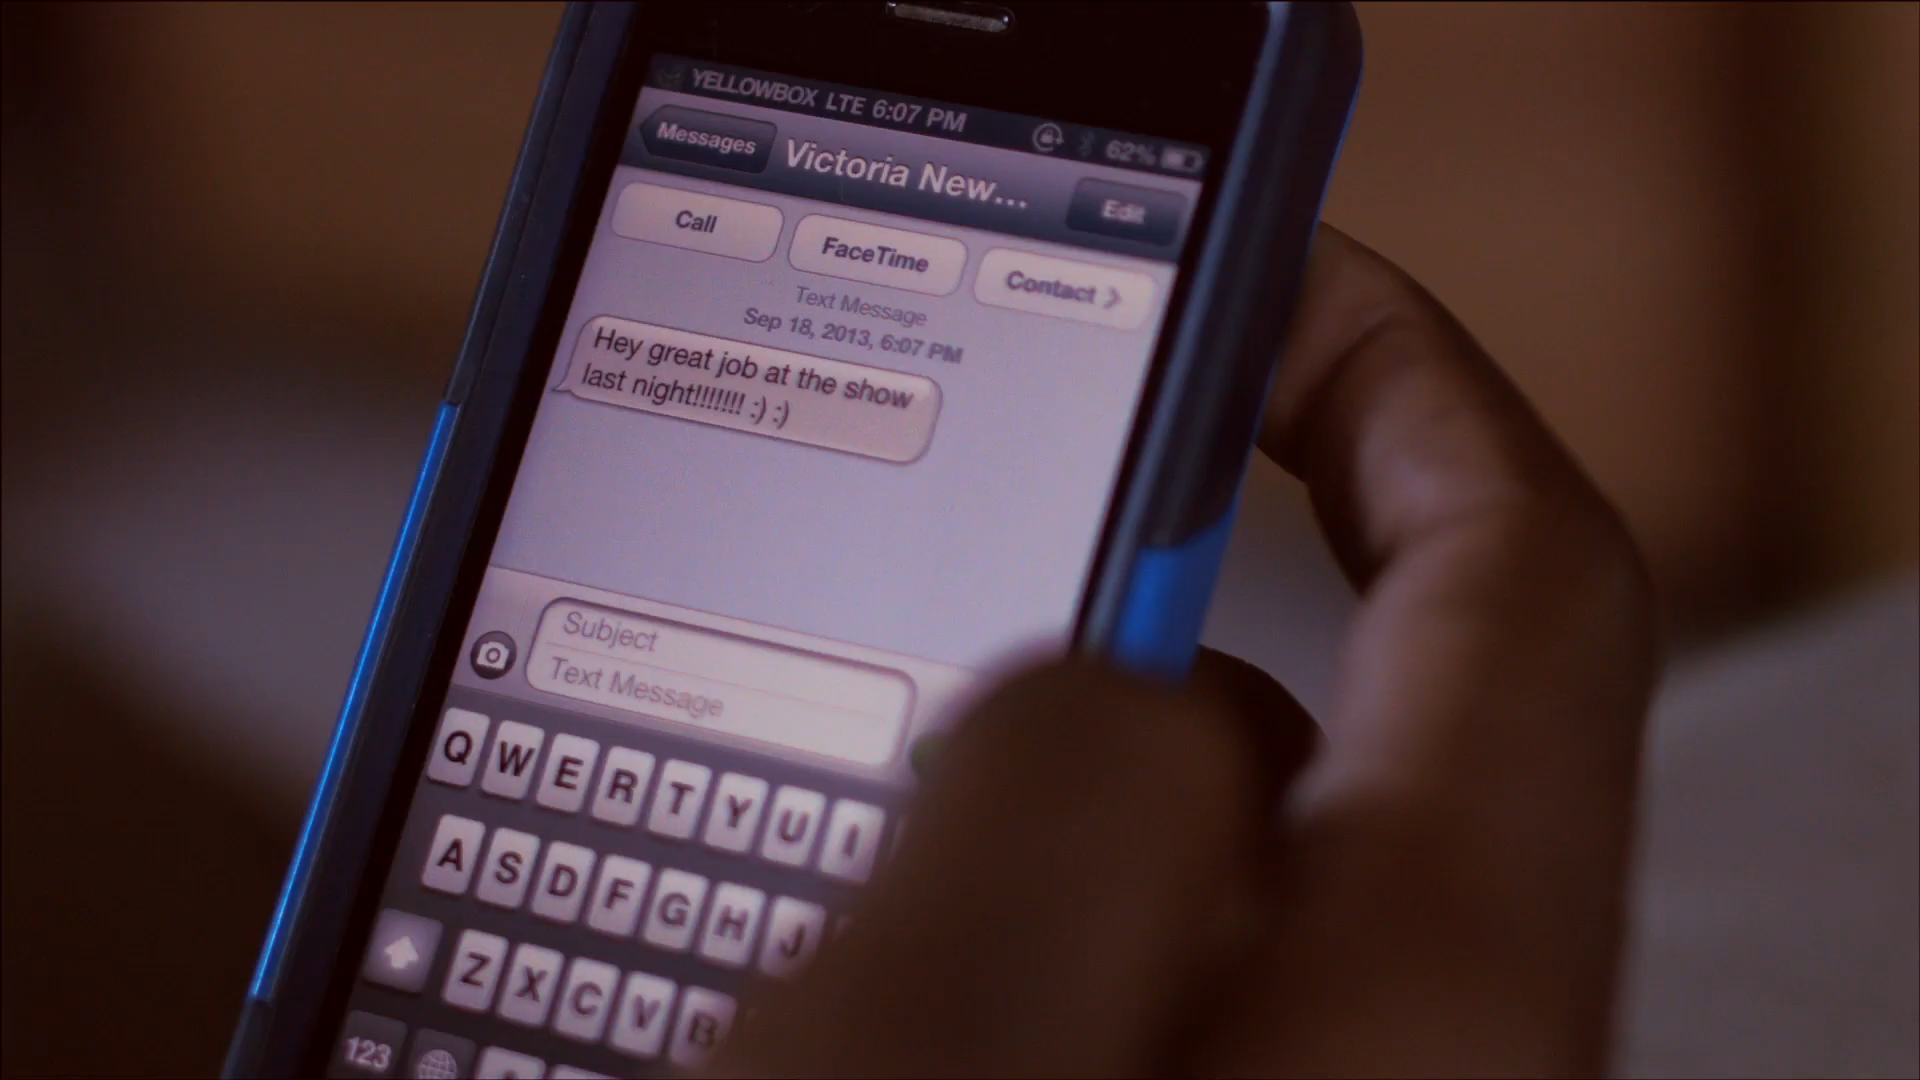 YELLOWBOX LTE 6:07 PM 62%
Messages Victoria New... Edit
Call FaceTime Contact
Text Message
Sep 18, 2013, 6:07 PM
Hey great job at the show
last night!!!!!!! :) :)
Subject
Text Message
Q W E R T Y U I
A S D F G H J
Z X C V B
123